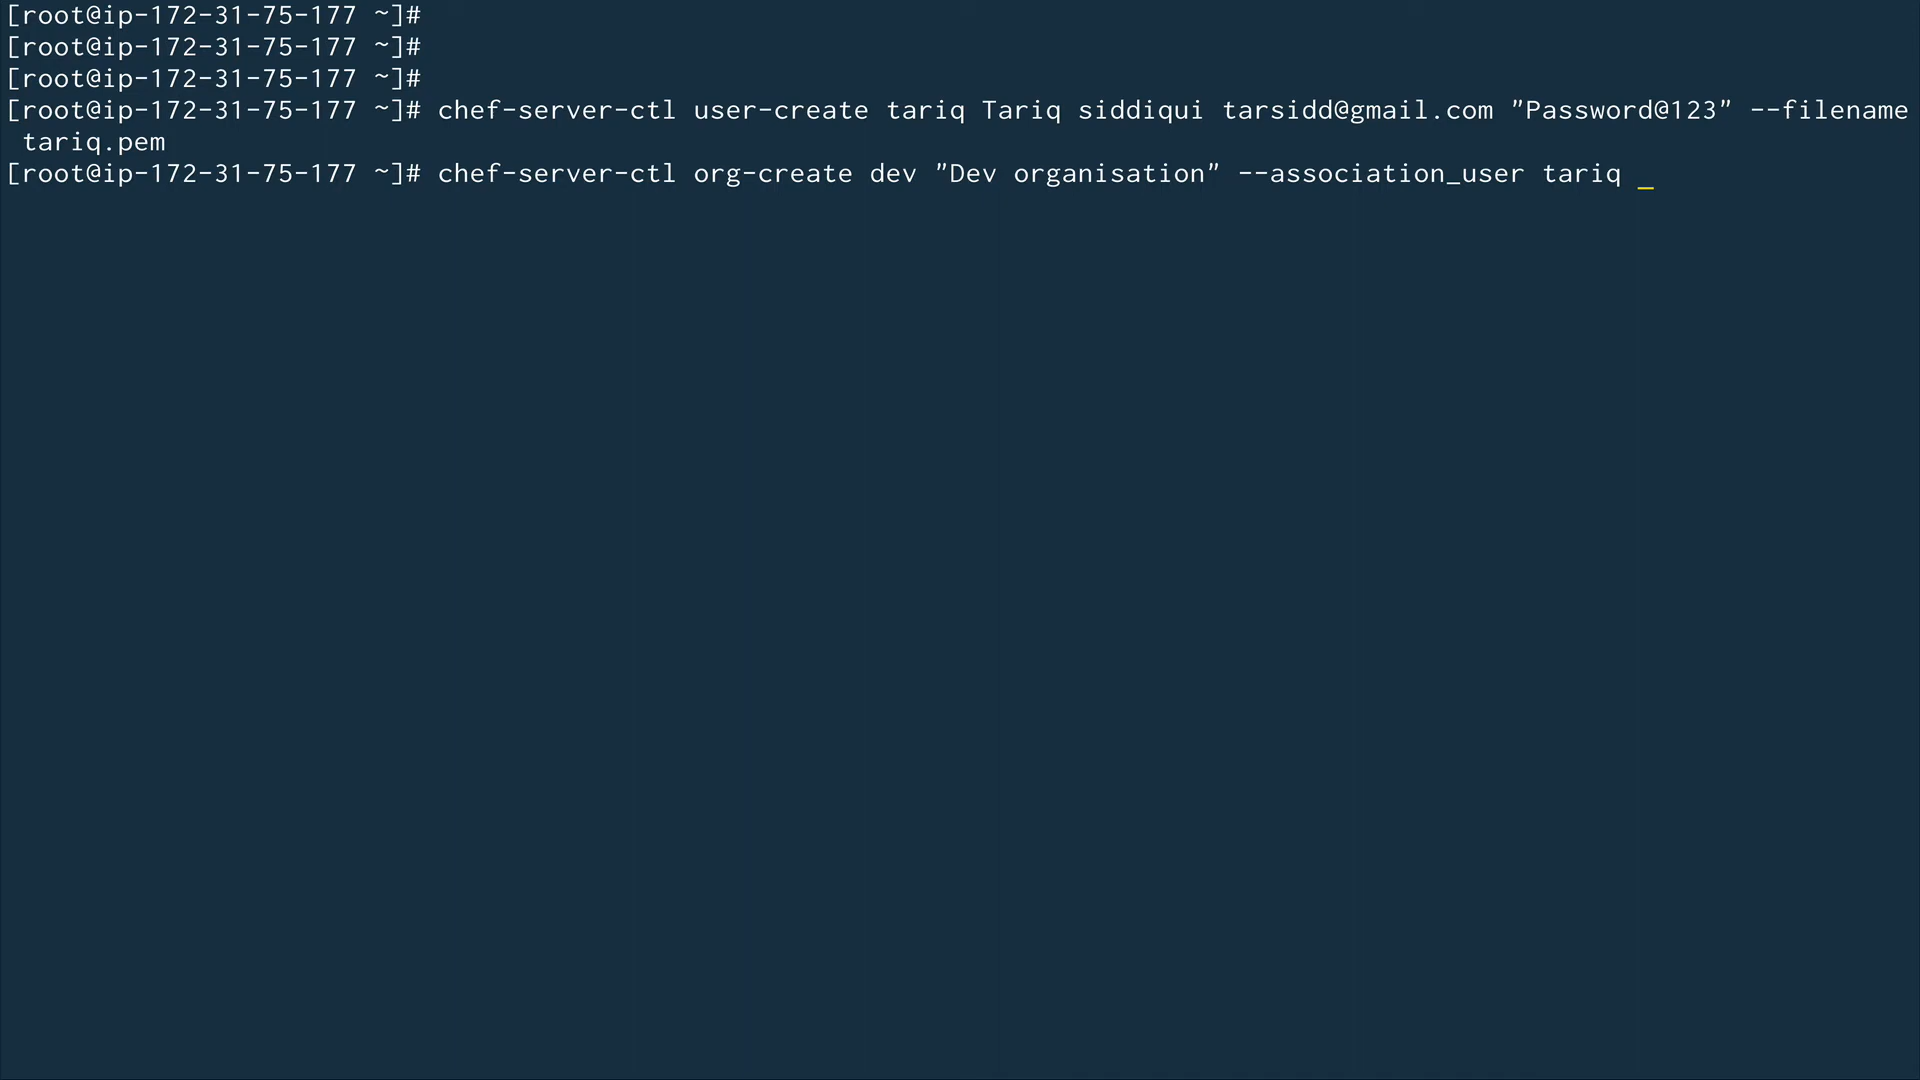 [root@ip-172-31-75-177 ~]#
[root@ip-172-31-75-177 ~]#
[root@ip-172-31-75-177 ~]#
[root@ip-172-31-75-177 ~]# chef-server-ctl user-create tariq Tariq siddiqui tarsidd@gmail.com "Password@123" --filename
tariq.pem
[root@ip-172-31-75-177 ~]# chef-server-ctl org-create dev "Dev organisation" --association_user tariq _